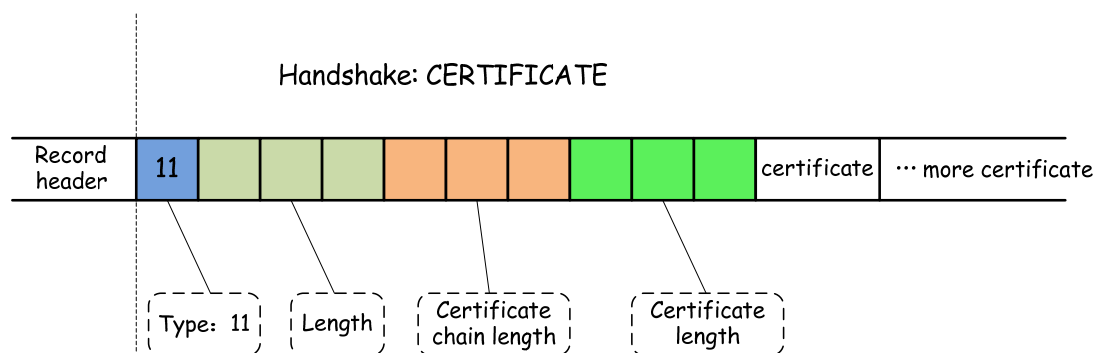 Handshake: CERTIFICATE
Record
header
11
certificate
··· more certificate
Type：11
Length
Certificate
chain length
Certificate
length